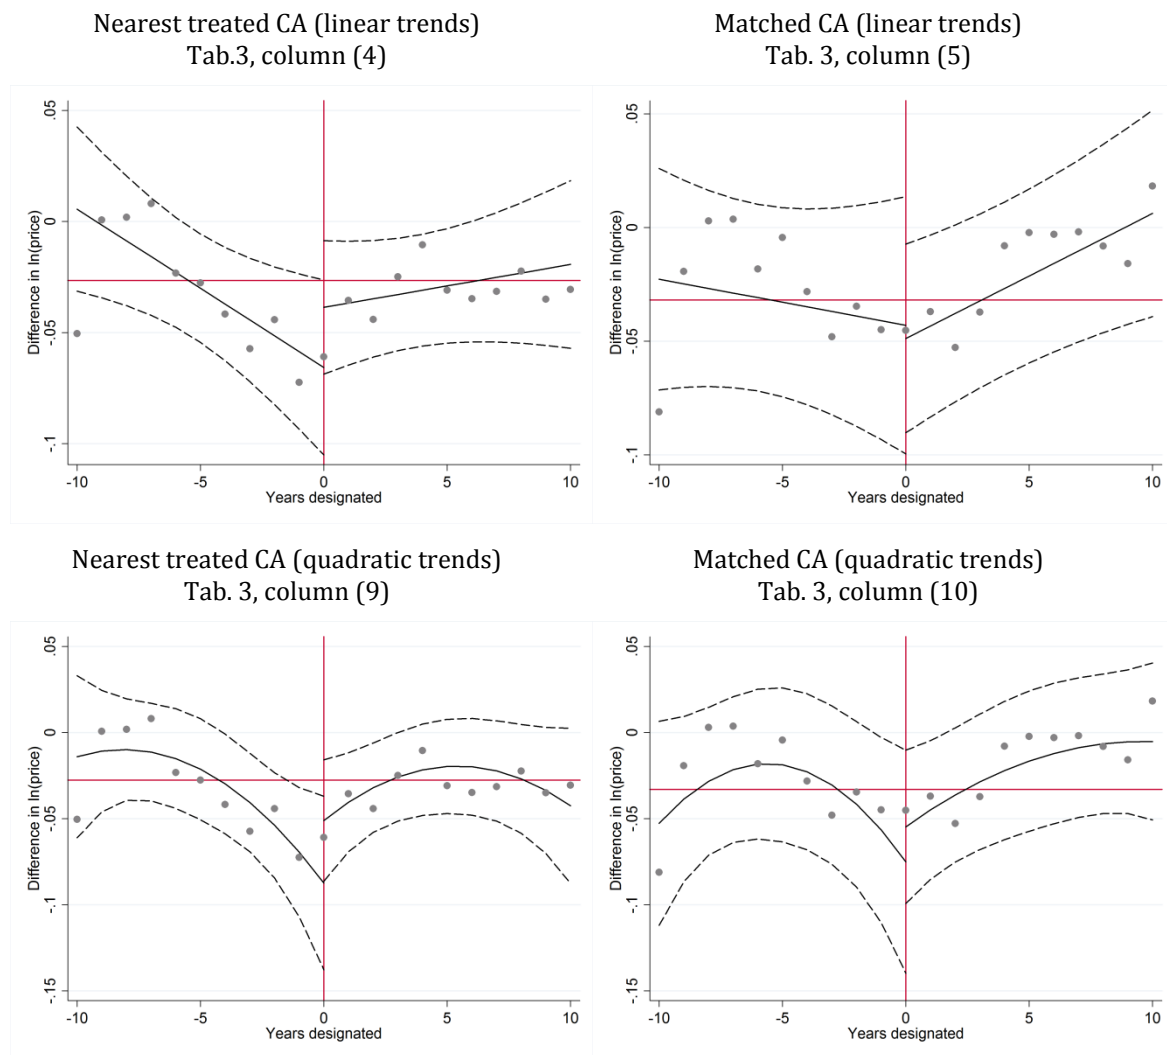 Nearest treated CA (linear trends)
Tab.3, column (4)
Matched CA (linear trends)
Tab. 3, column (5)
Difference in ln(price)
.05
0
-.05
-.1
-10
-5
0
5
10
Years designated
Difference in ln(price)
.05
0
-.05
-.1
-10
-5
0
5
10
Years designated
Nearest treated CA (quadratic trends)
Tab. 3, column (9)
Matched CA (quadratic trends)
Tab. 3, column (10)
Difference in ln(price)
.05
0
-.05
-.1
-.15
-10
-5
0
5
10
Years designated
Difference in ln(price)
.05
0
-.05
-.1
-.15
-10
-5
0
5
10
Years designated